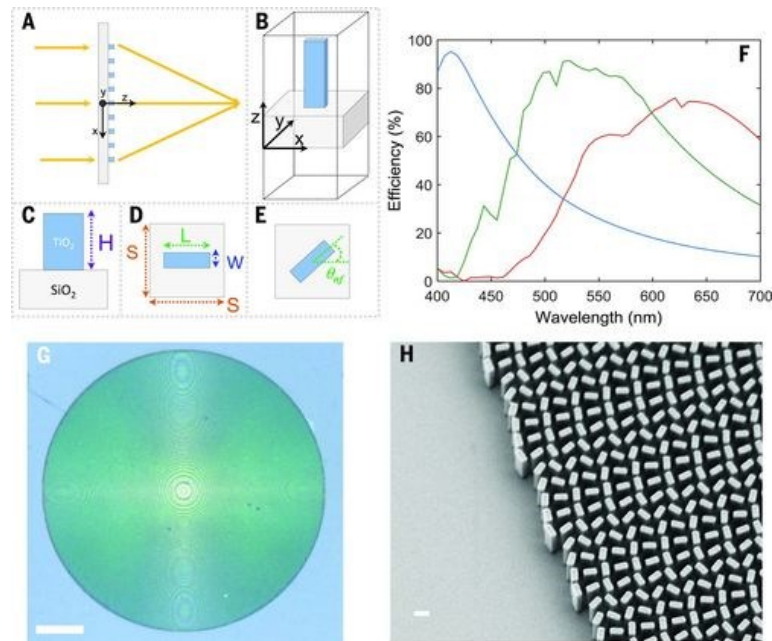 A
y
z
x
B
z
y
x
C
TiO₂
H
SiO₂
D
L
S
W
S
E
θnf
F
100
80
60
40
20
0
Efficiency (%)
400 450 500 550 600 650 700
Wavelength (nm)
G
H